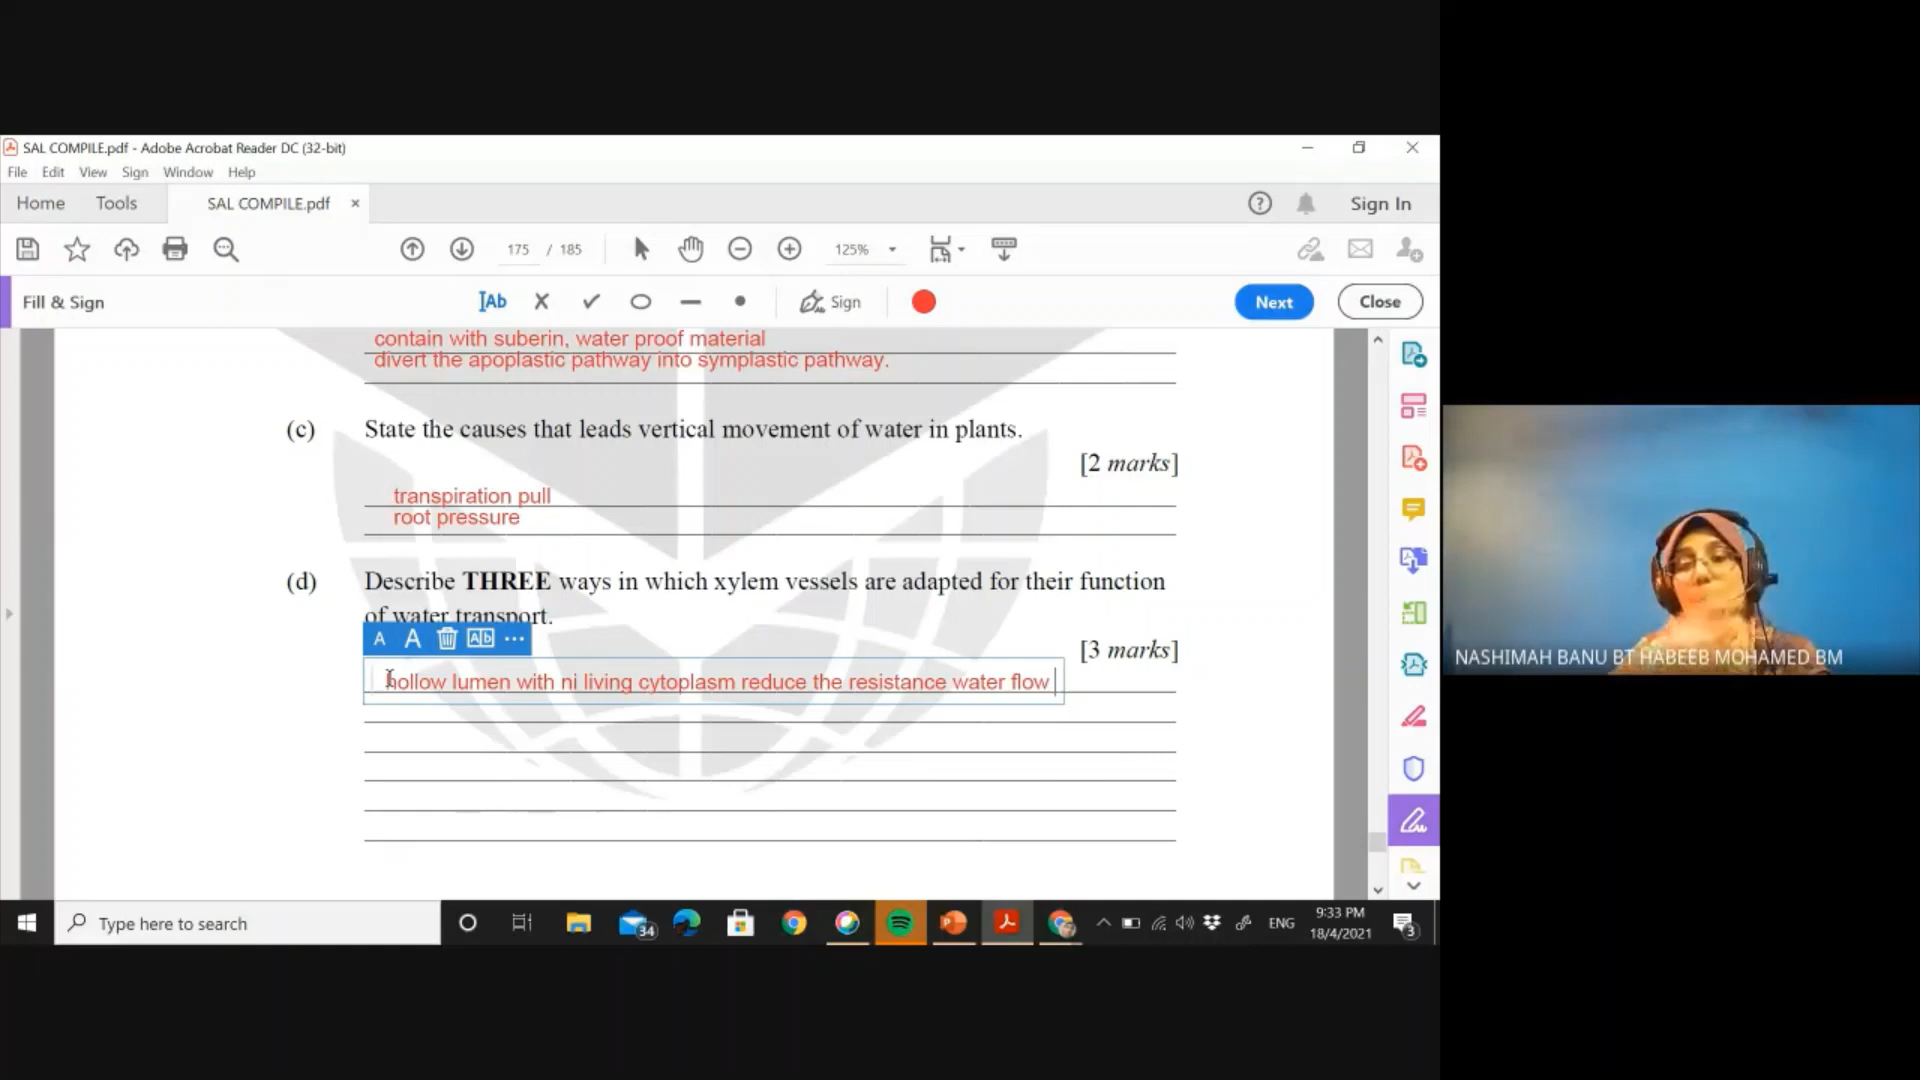 SAL COMPILE.pdf - Adobe Acrobat Reader DC (32-bit)
File Edit View Sign Window Help
Home Tools SAL COMPILE.pdf × Sign In
175 / 185 125%
Fill & Sign Ab Sign Next Close
contain with suberin, water proof material
divert the apoplastic pathway into symplastic pathway.
(c) State the causes that leads vertical movement of water in plants.
[2 marks]
transpiration pull
root pressure
(d) Describe THREE ways in which xylem vessels are adapted for their function
of water transport.
A A Ab ...
[3 marks]
hollow lumen with ni living cytoplasm reduce the resistance water flow
NASHIMAH BANU BT HABEEB MOHAMED BM
Type here to search 34 ENG 9:33 PM 18/4/2021 3